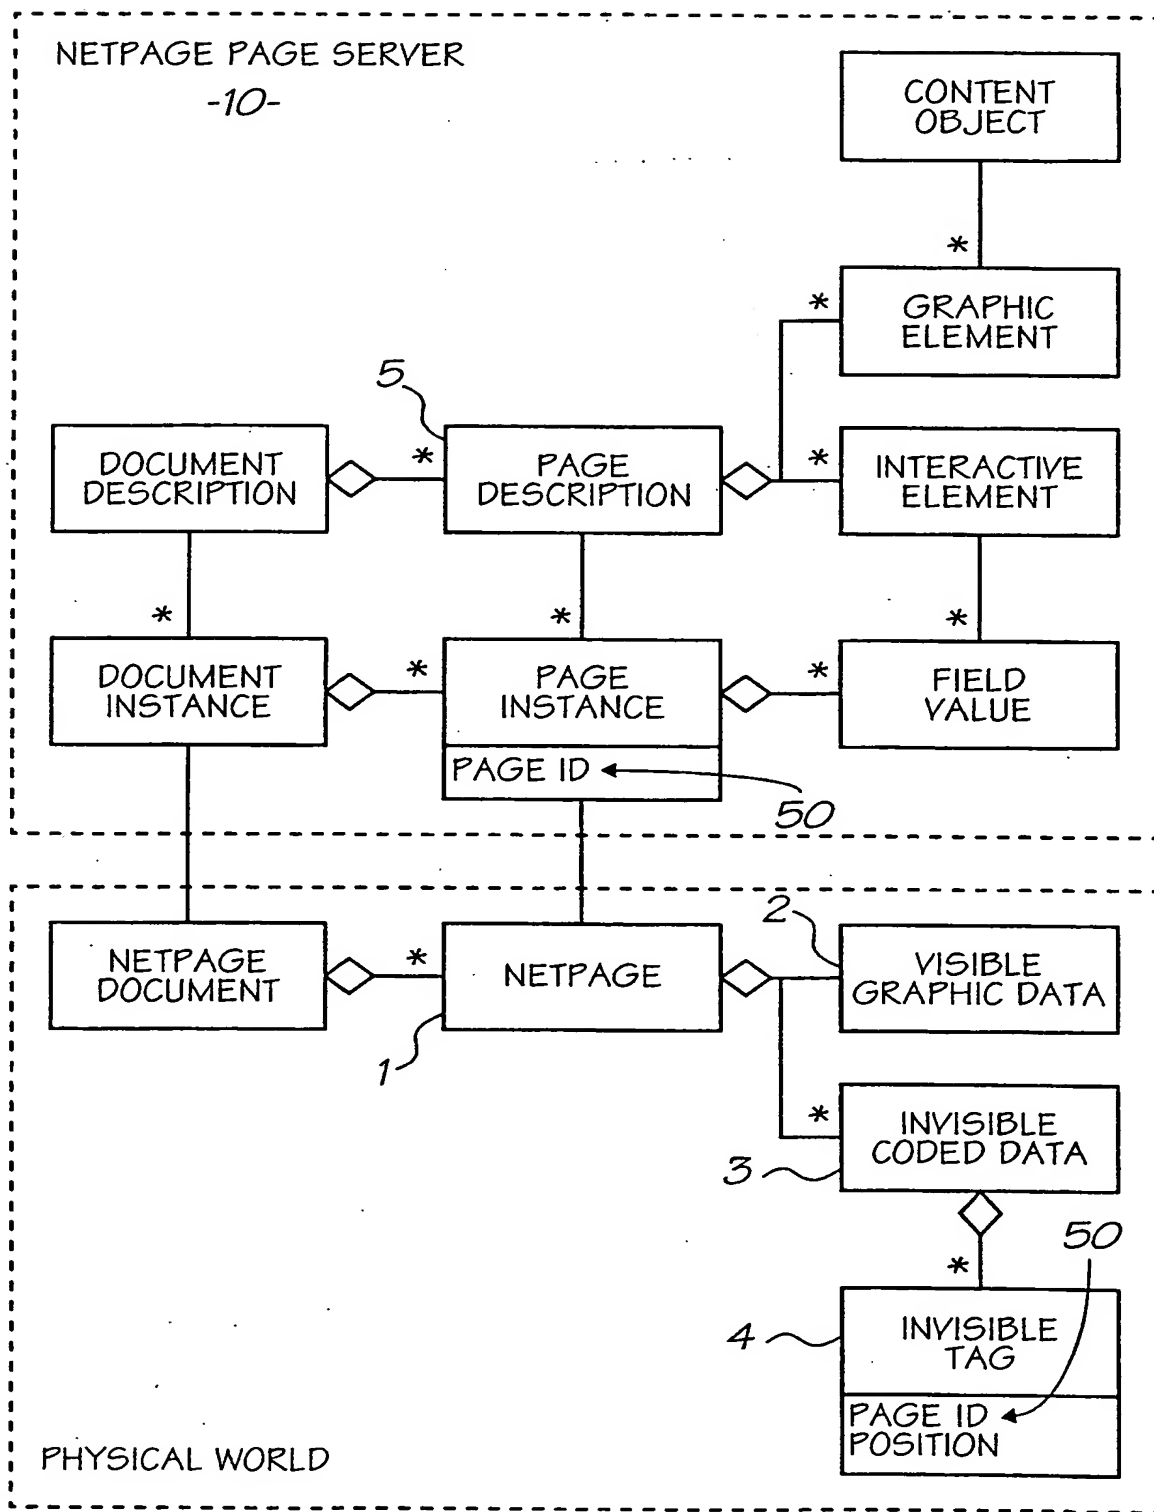 NETPAGE PAGE SERVER
-10-
CONTENT
OBJECT
*
GRAPHIC
ELEMENT
*
5
DOCUMENT
DESCRIPTION
*
PAGE
DESCRIPTION
*
INTERACTIVE
ELEMENT
*
*
*
DOCUMENT
INSTANCE
*
PAGE
INSTANCE
*
FIELD
VALUE
PAGE ID
50
NETPAGE
DOCUMENT
*
NETPAGE
2
VISIBLE
GRAPHIC DATA
1
*
INVISIBLE
CODED DATA
3
50
*
4
INVISIBLE
TAG
PAGE ID
POSITION
PHYSICAL WORLD